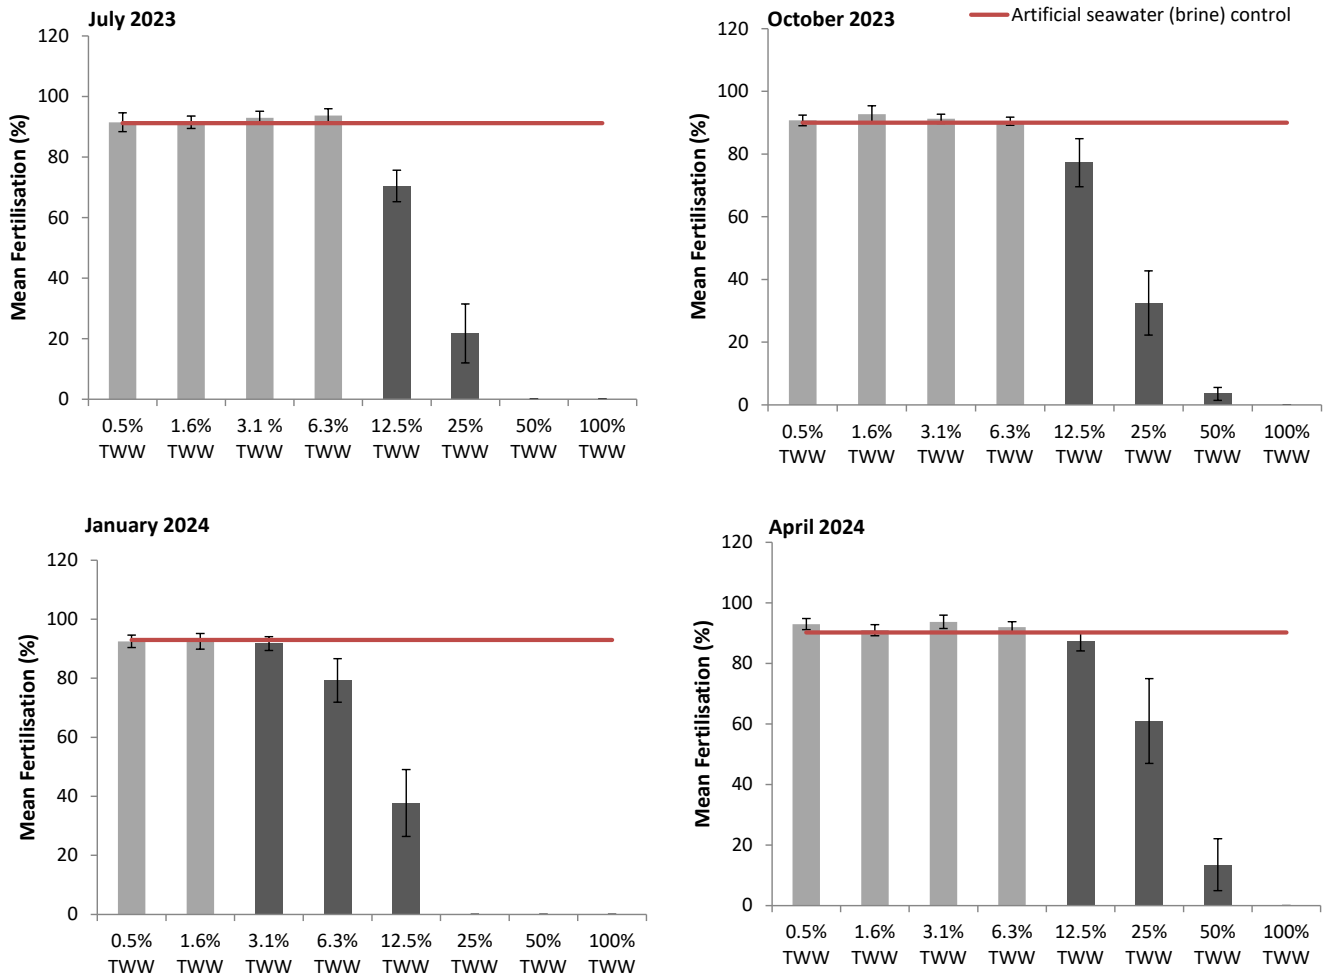 July 2023
Mean Fertilisation (%)
120
100
80
60
40
20
0
0.5% 1.6% 3.1 % 6.3% 12.5% 25% 50% 100%
TWW TWW TWW TWW TWW TWW TWW TWW
October 2023
Artificial seawater (brine) control
Mean Fertilisation (%)
120
100
80
60
40
20
0
0.5% 1.6% 3.1% 6.3% 12.5% 25% 50% 100%
TWW TWW TWW TWW TWW TWW TWW TWW
January 2024
Mean Fertilisation (%)
120
100
80
60
40
20
0
0.5% 1.6% 3.1% 6.3% 12.5% 25% 50% 100%
TWW TWW TWW TWW TWW TWW TWW TWW
April 2024
Mean Fertilisation (%)
120
100
80
60
40
20
0
0.5% 1.6% 3.1% 6.3% 12.5% 25% 50% 100%
TWW TWW TWW TWW TWW TWW TWW TWW